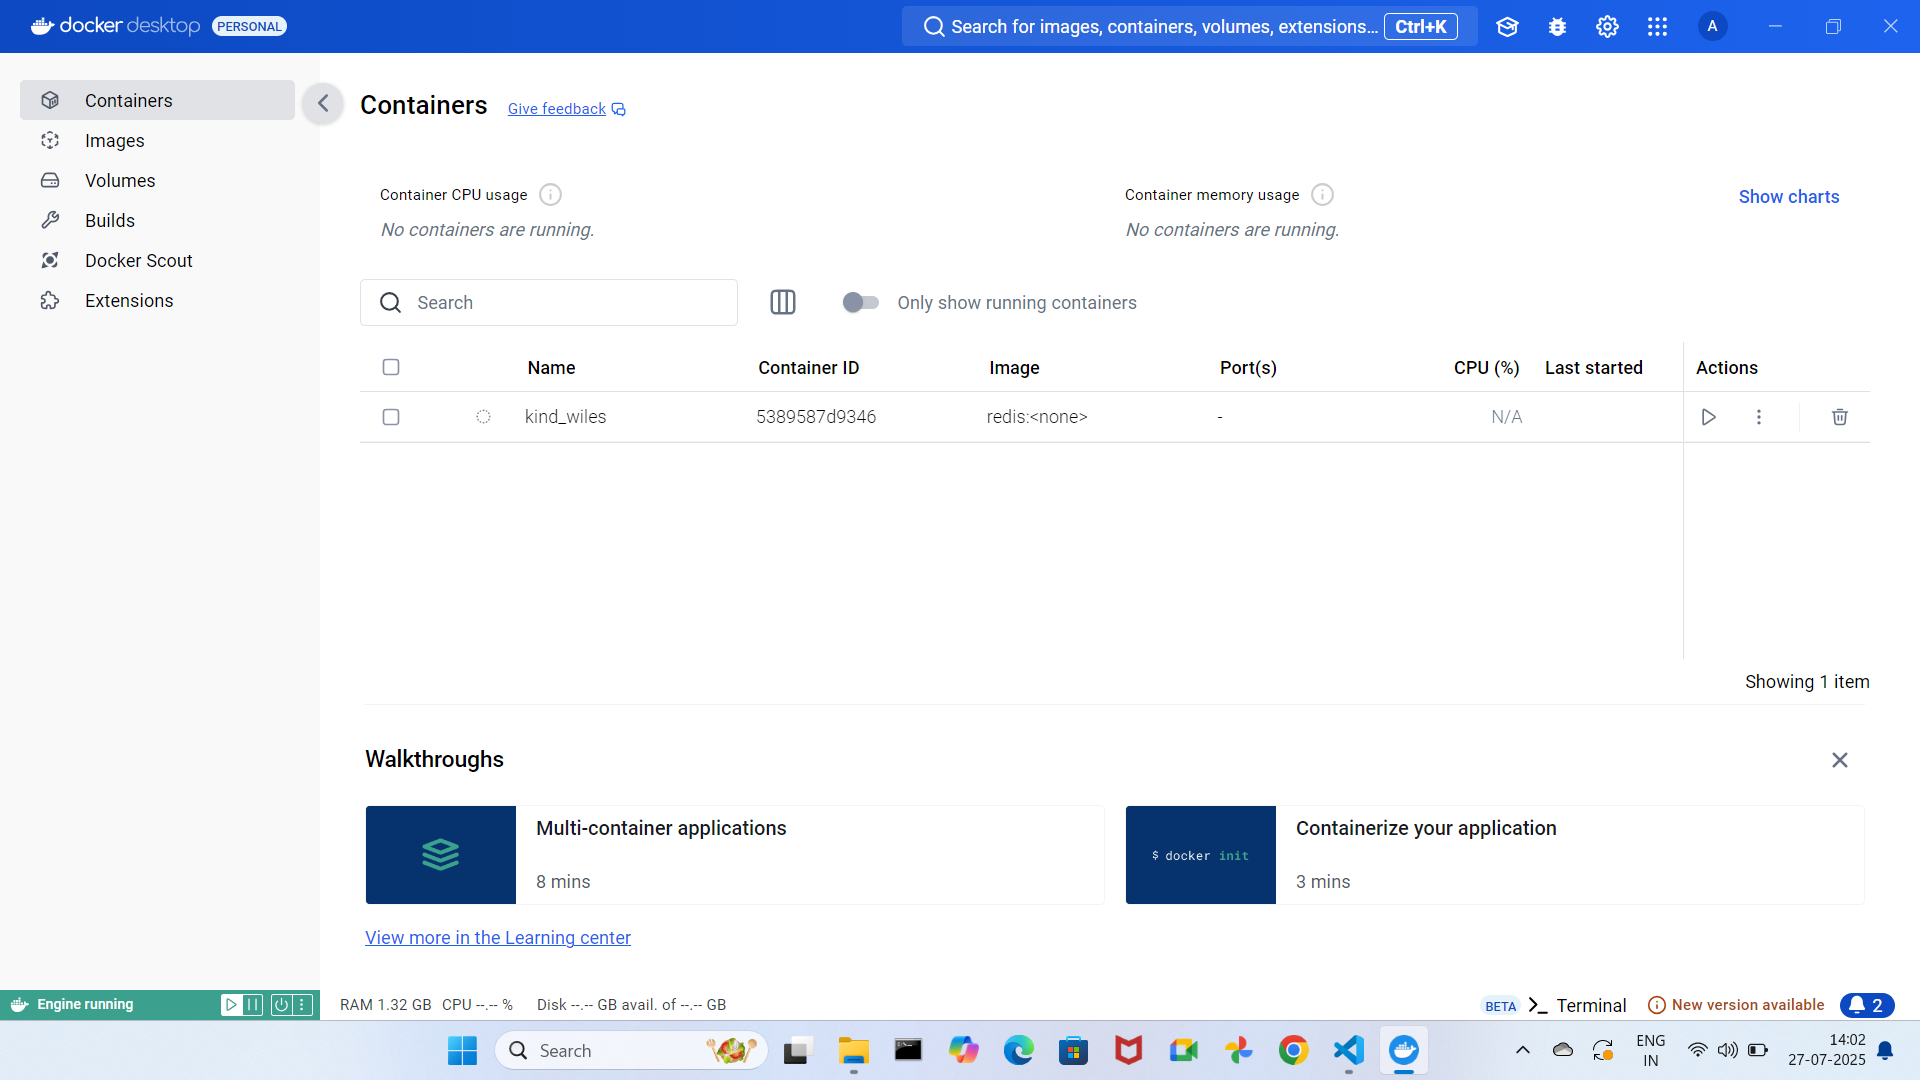 docker desktop PERSONAL
Search for images, containers, volumes, extensions... Ctrl+K
A
Containers
Images
Volumes
Builds
Docker Scout
Extensions
Containers Give feedback
Container CPU usage
No containers are running.
Container memory usage
No containers are running.
Show charts
Search
Only show running containers
Name Container ID Image Port(s) CPU (%) Last started Actions
kind_wiles 5389587d9346 redis:<none> - N/A
Showing 1 item
Walkthroughs
Multi-container applications
8 mins
$ docker init
Containerize your application
3 mins
View more in the Learning center
Engine running
RAM 1.32 GB CPU --.-- % Disk --.-- GB avail. of --.-- GB
BETA Terminal New version available 2
Search
ENG
IN
14:02
27-07-2025